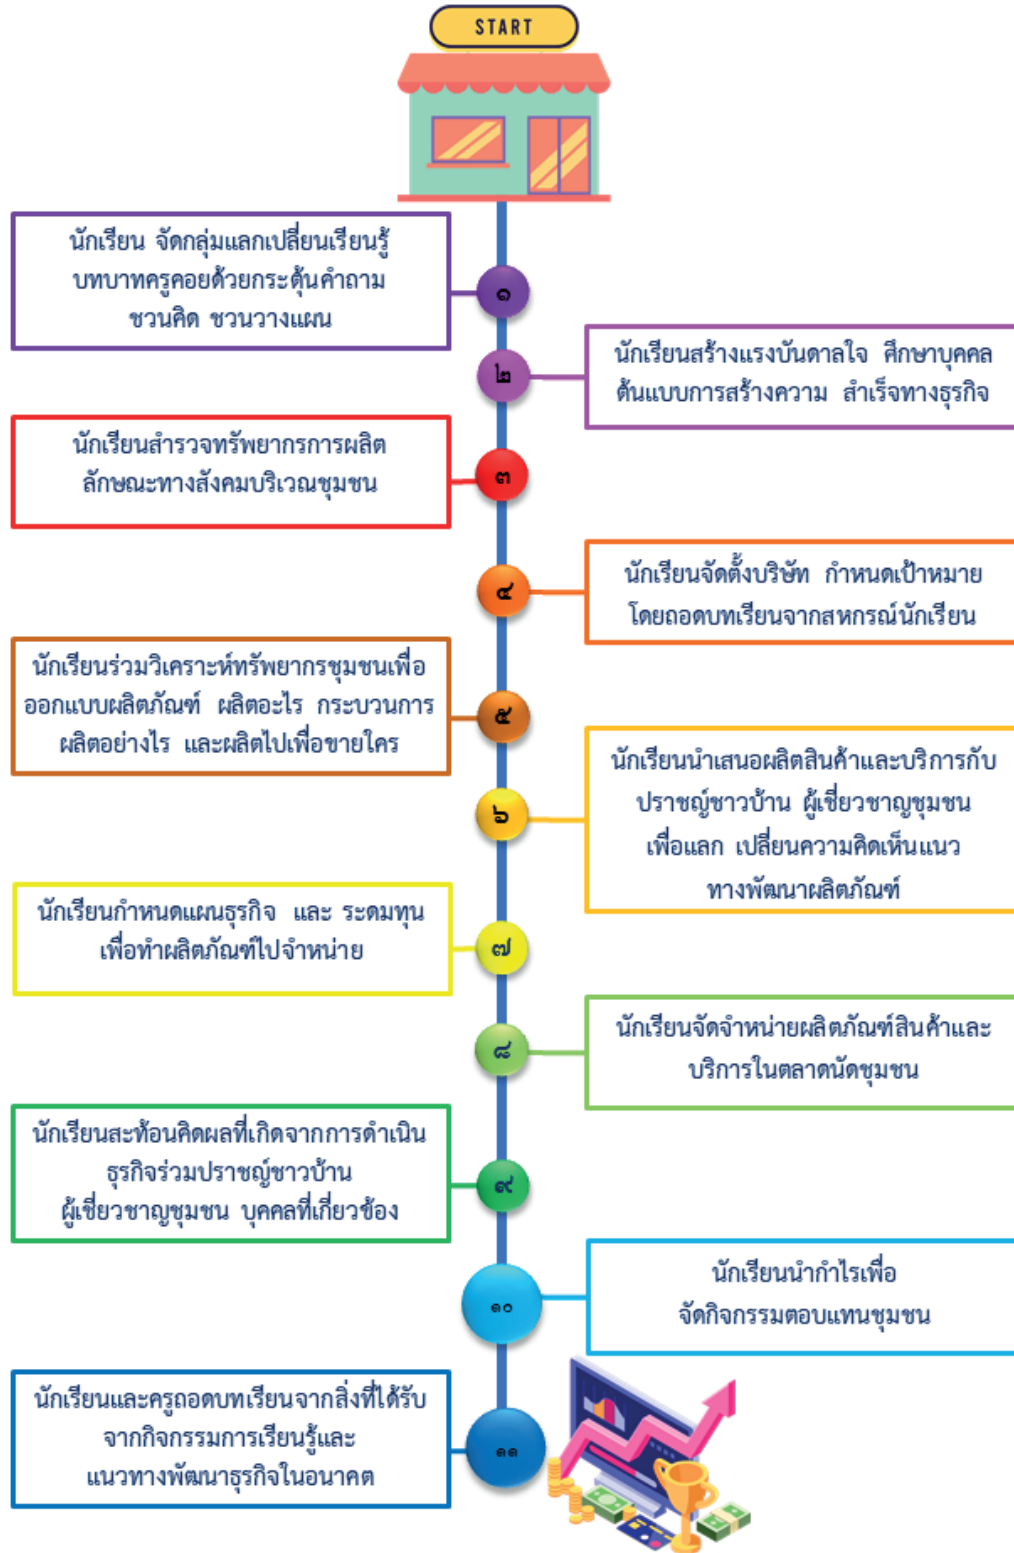 START
นักเรียน จัดกลุ่มแลกเปลี่ยนเรียนรู้
บทบาทครูคอยด้วยกระตุ้นคำถาม
ชวนคิด ชวนวางแผน
๑
๒
นักเรียนสร้างแรงบันดาลใจ ศึกษาบุคคล
ต้นแบบการสร้างความ สำเร็จทางธุรกิจ
นักเรียนสำรวจทรัพยากรการผลิต
ลักษณะทางสังคมบริเวณชุมชน
๓
๔
นักเรียนจัดตั้งบริษัท กำหนดเป้าหมาย
โดยถอดบทเรียนจากสหกรณ์นักเรียน
นักเรียนร่วมวิเคราะห์ทรัพยากรชุมชนเพื่อ
ออกแบบผลิตภัณฑ์ ผลิตอะไร กระบวนการ
ผลิตอย่างไร และผลิตไปเพื่อขายใคร
๕
๖
นักเรียนนำเสนอผลิตสินค้าและบริการกับ
ปราชญ์ชาวบ้าน ผู้เชี่ยวชาญชุมชน
เพื่อแลก เปลี่ยนความคิดเห็นแนว
ทางพัฒนาผลิตภัณฑ์
นักเรียนกำหนดแผนธุรกิจ และ ระดมทุน
เพื่อทำผลิตภัณฑ์ไปจำหน่าย
๗
๘
นักเรียนจัดจำหน่ายผลิตภัณฑ์สินค้าและ
บริการในตลาดนัดชุมชน
นักเรียนสะท้อนคิดผลที่เกิดจากการดำเนิน
ธุรกิจร่วมปราชญ์ชาวบ้าน
ผู้เชี่ยวชาญชุมชน บุคคลที่เกี่ยวข้อง
๙
๑๐
นักเรียนนำกำไรเพื่อ
จัดกิจกรรมตอบแทนชุมชน
นักเรียนและครูถอดบทเรียนจากสิ่งที่ได้รับ
จากกิจกรรมการเรียนรู้และ
แนวทางพัฒนาธุรกิจในอนาคต
๑๑